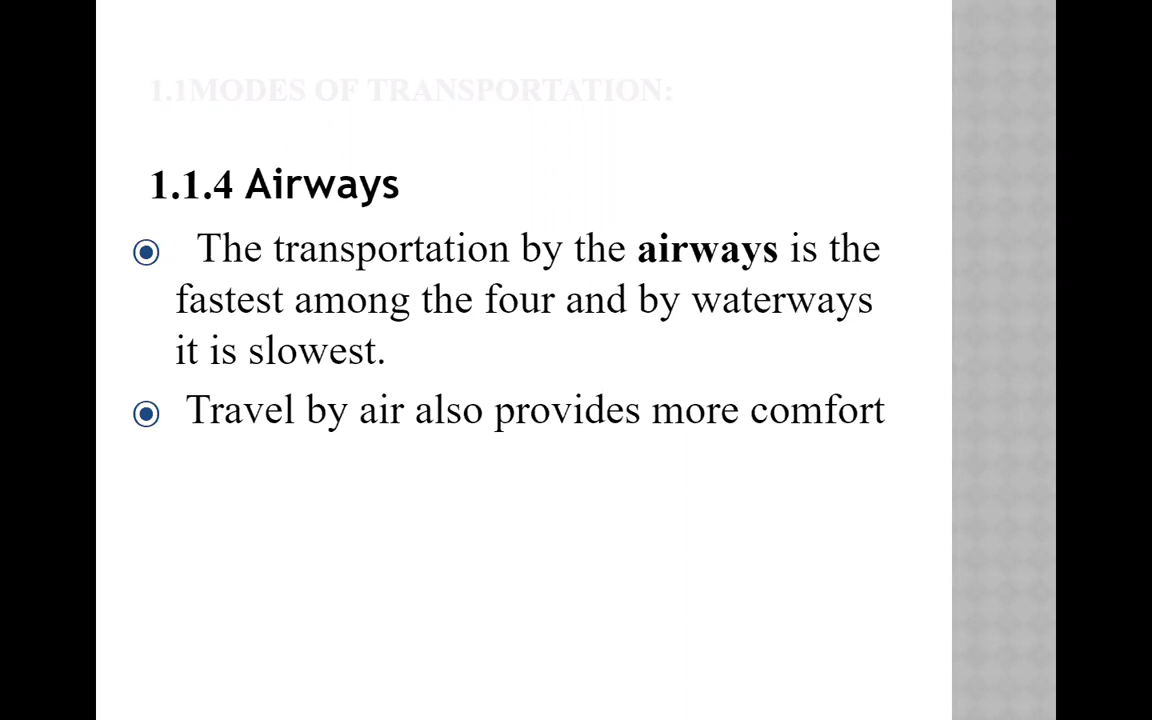 1.1MODES OF TRANSPORTATION:
1.1.4 Airways
The transportation by the airways is the
fastest among the four and by waterways
it is slowest.
Travel by air also provides more comfort